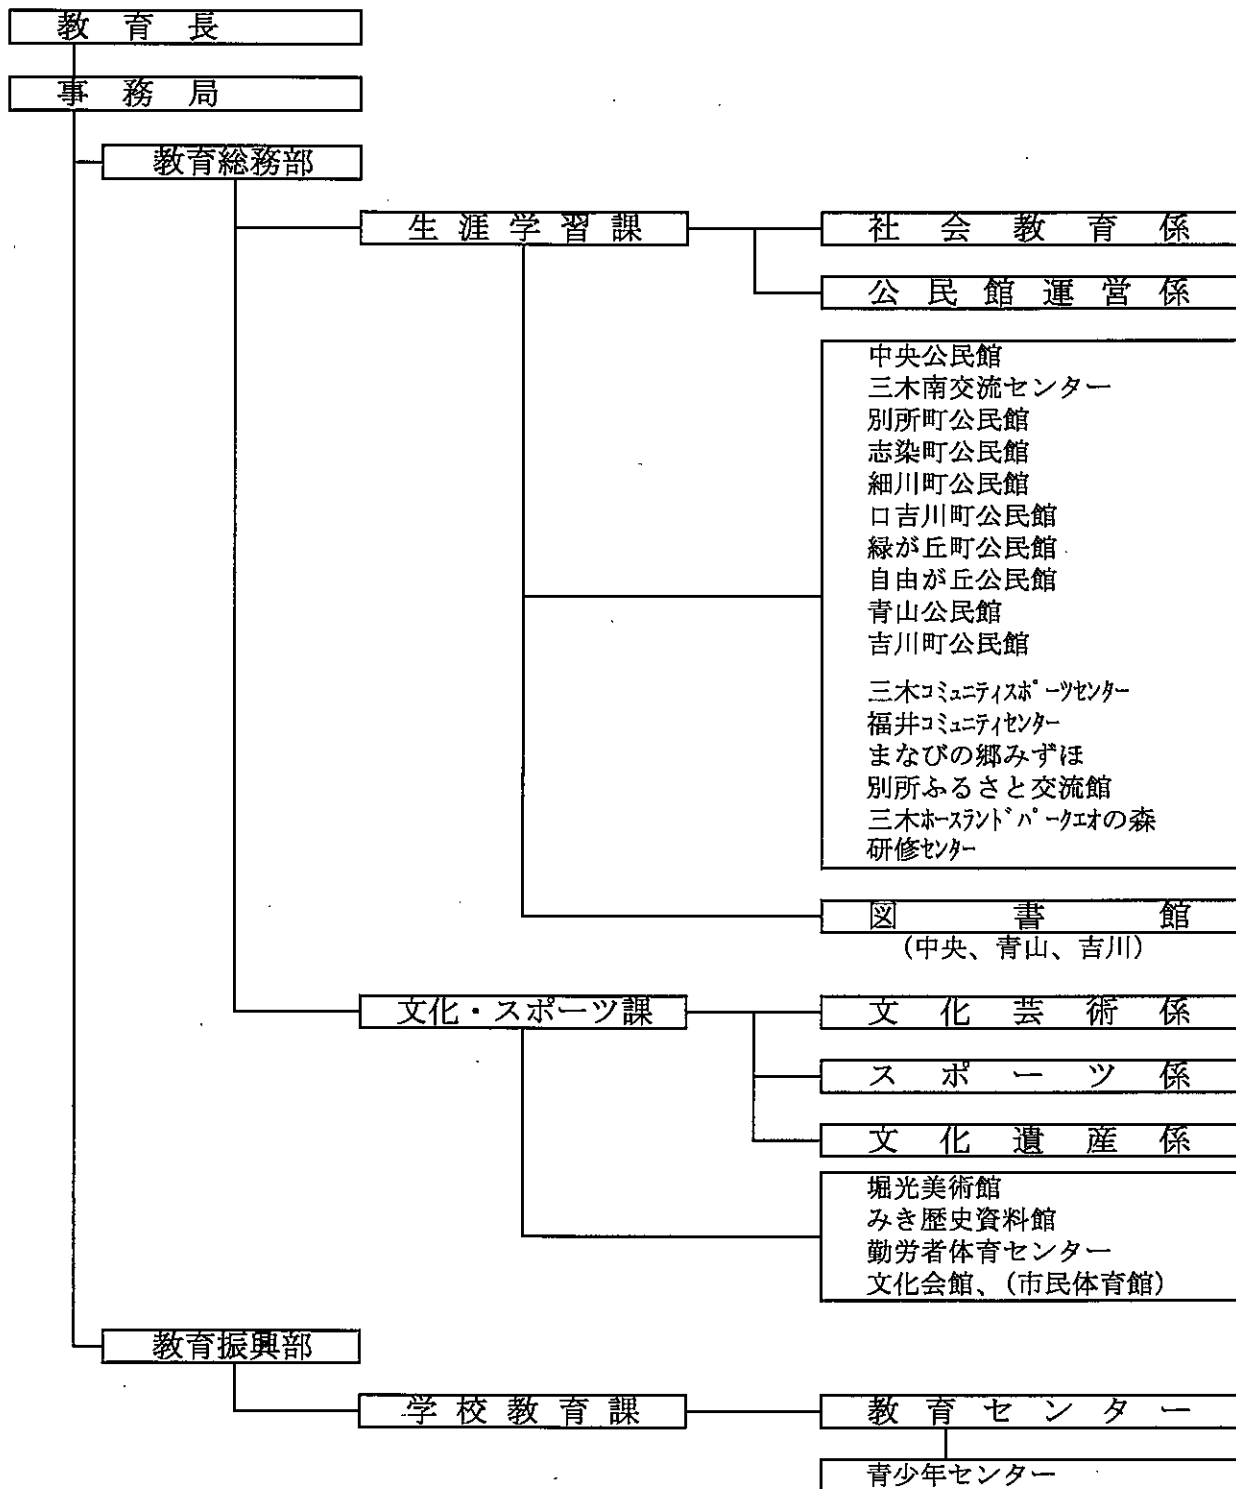 教育長
事務局
教育総務部
生涯学習課
社会教育係
公民館運営係
中央公民館
三木南交流センター
別所町公民館
志染町公民館
細川町公民館
口吉川町公民館
緑が丘町公民館
自由が丘公民館
青山公民館
吉川町公民館
三木コミュニティスポーツセンター
福井コミュニティセンター
まなびの郷みずほ
別所ふるさと交流館
三木ホースランドパークエオの森
研修センター
図書館
(中央、青山、吉川)
文化・スポーツ課
文化芸術係
スポーツ係
文化遺産係
堀光美術館
みき歴史資料館
勤労者体育センター
文化会館、(市民体育館)
教育振興部
学校教育課
教育センター
青少年センター